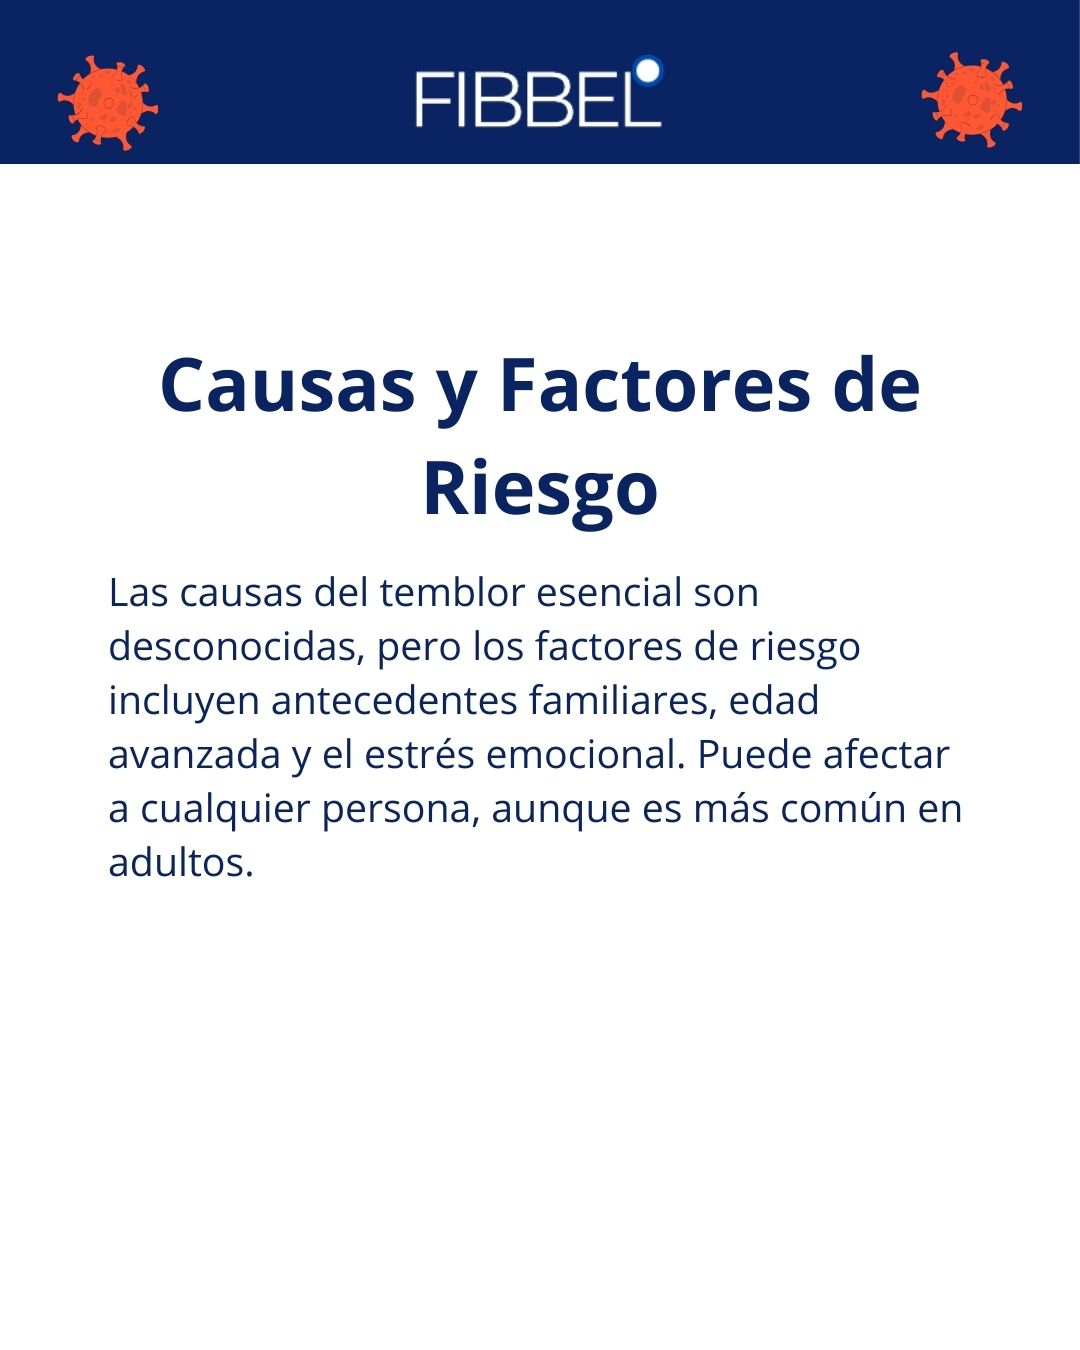 FIBBEL
Causas y Factores de
Riesgo
Las causas del temblor esencial son
desconocidas, pero los factores de riesgo
incluyen antecedentes familiares, edad
avanzada y el estrés emocional. Puede afectar
a cualquier persona, aunque es más común en
adultos.